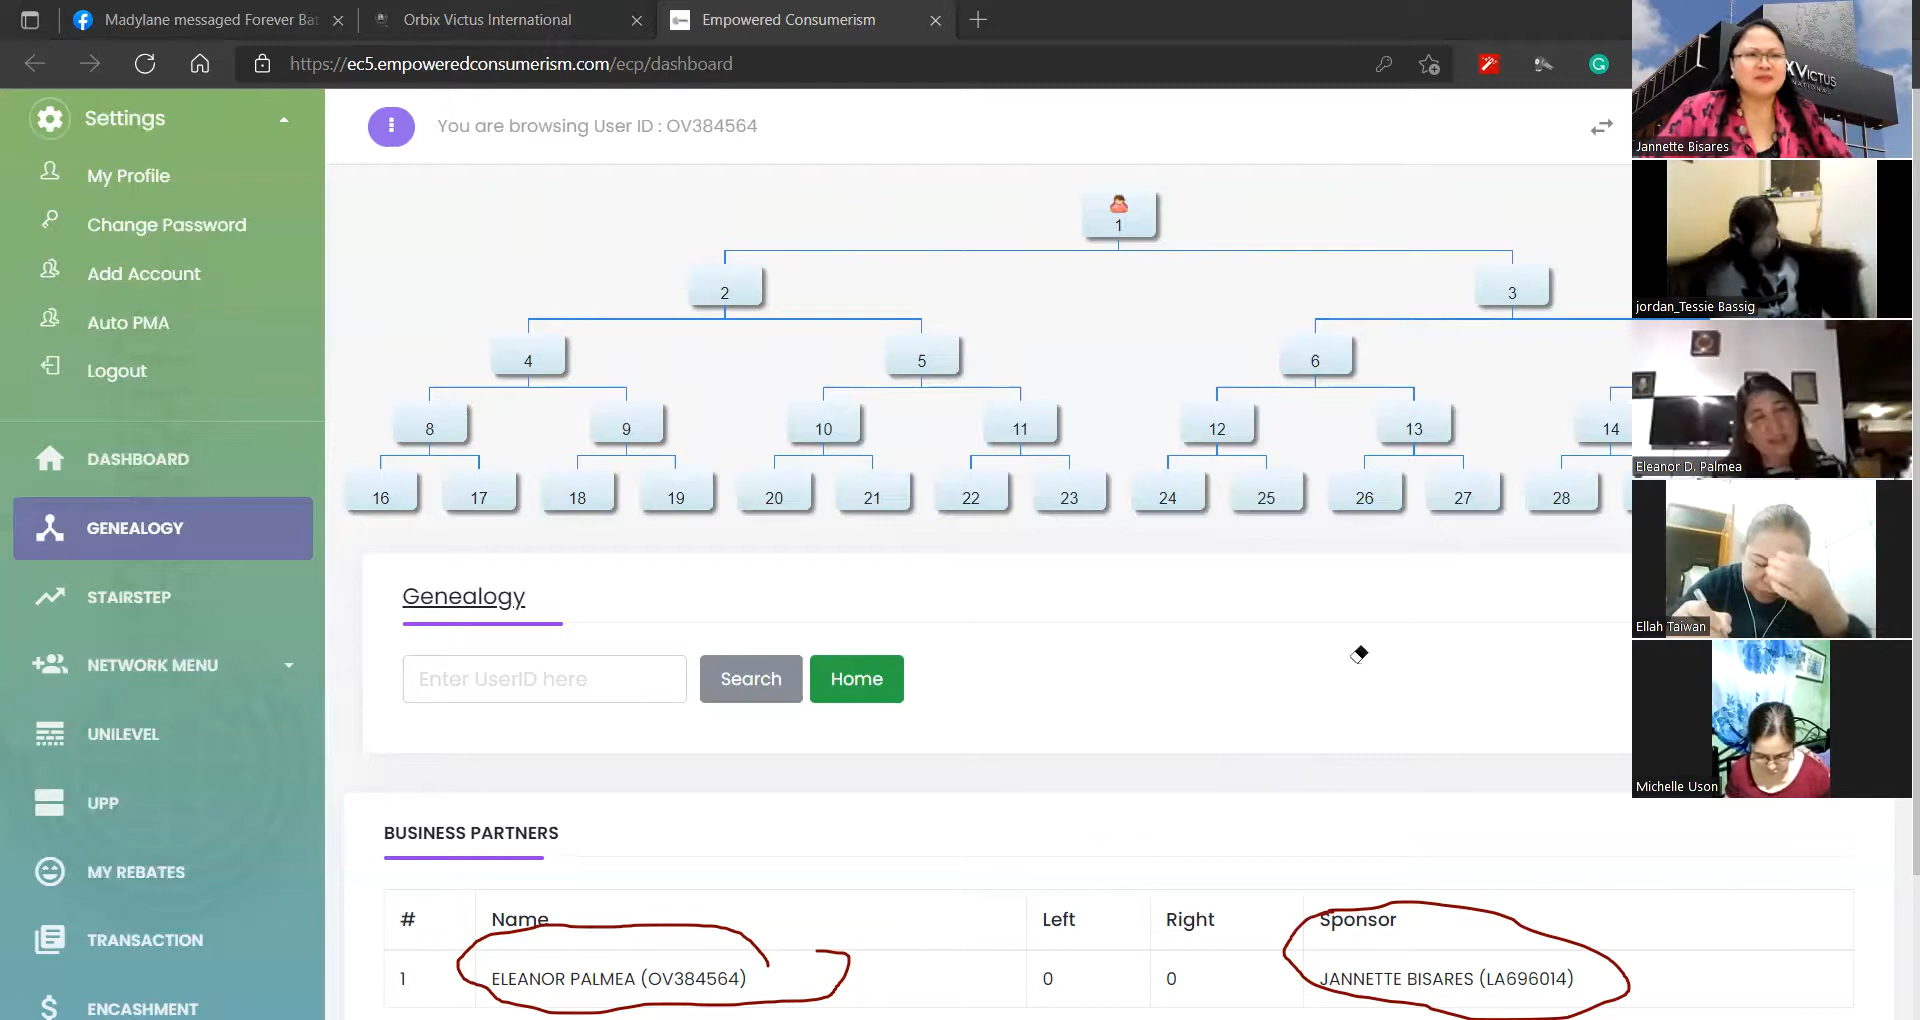 Madylane messaged Forever Ba
Orbix Victus International
Empowered Consumerism
https://ec5.empoweredconsumerism.com/ecp/dashboard
Settings
You are browsing User ID : OV384564
My Profile
Change Password
Add Account
Auto PMA
Logout
DASHBOARD
GENEALOGY
STAIRSTEP
NETWORK MENU
UNILEVEL
UPP
MY REBATES
TRANSACTION
ENCASHMENT
1
2 3
4 5 6
8 9 10 11 12 13 14
16 17 18 19 20 21 22 23 24 25 26 27 28
Genealogy
Enter UserID here Search Home
BUSINESS PARTNERS
# Name Left Right Sponsor
1 ELEANOR PALMEA (OV384564) 0 0 JANNETTE BISARES (LA696014)
XVICTUS
Jannette Bisares
jordan_Tessie Bassig
Eleanor D. Palmea
Ellah Taiwan
Michelle Uson